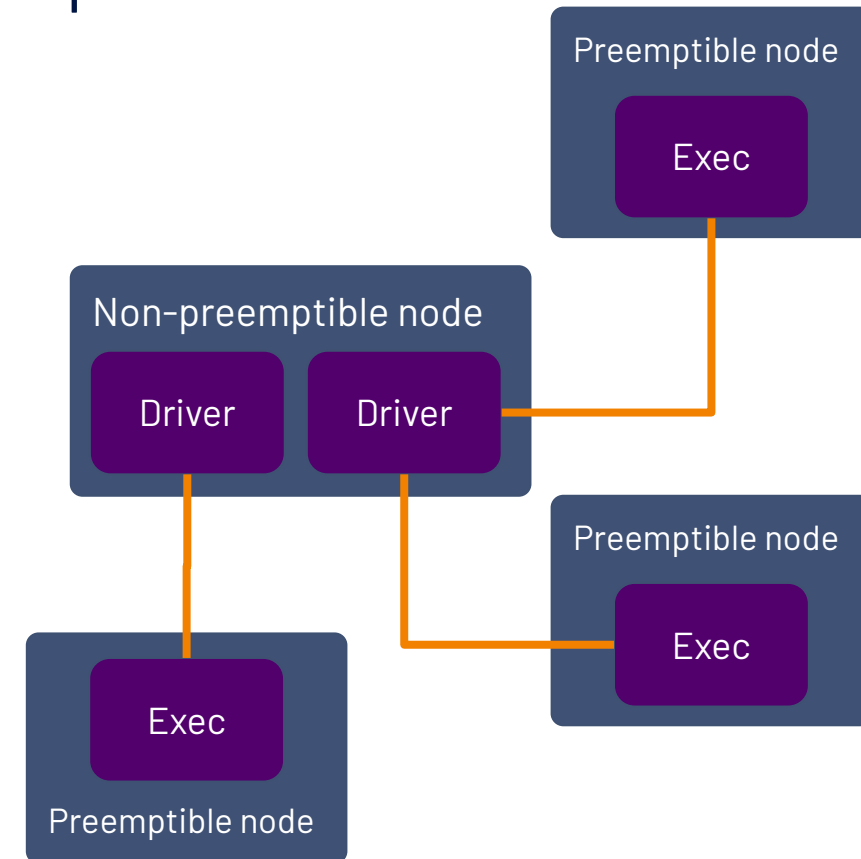 Preemptible node
Exec
Non-preemptible node
Driver
Driver
Preemptible node
Exec
Exec
Preemptible node